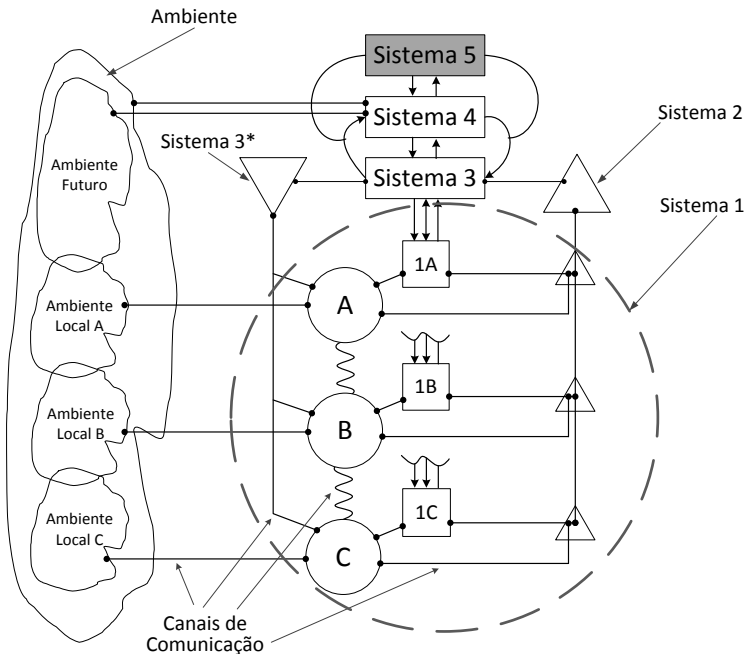 Ambiente
Sistema 5
Sistema 4
Sistema 3
Sistema 3*
Sistema 2
Sistema 1
Ambiente
Futuro
Ambiente
Local A
Ambiente
Local B
Ambiente
Local C
A
B
C
1A
1B
1C
Canais de
Comunicação